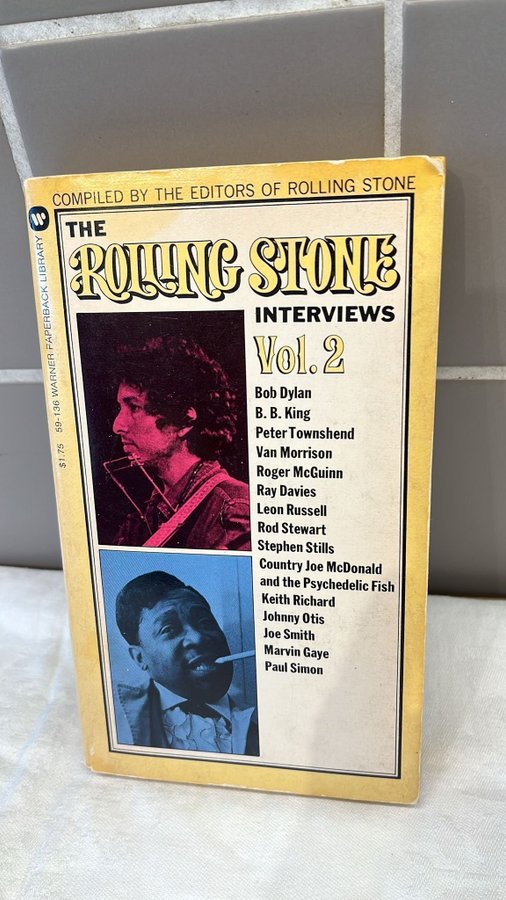 COMPILED BY THE EDITORS OF ROLLING STONE
W
59-136 WARNER PAPERBACK LIBRARY
$1.75
THE
ROLLING STONE
INTERVIEWS
Vol. 2
Bob Dylan
B. B. King
Peter Townshend
Van Morrison
Roger McGuinn
Ray Davies
Leon Russell
Rod Stewart
Stephen Stills
Country Joe McDonald
and the Psychedelic Fish
Keith Richard
Johnny Otis
Joe Smith
Marvin Gaye
Paul Simon